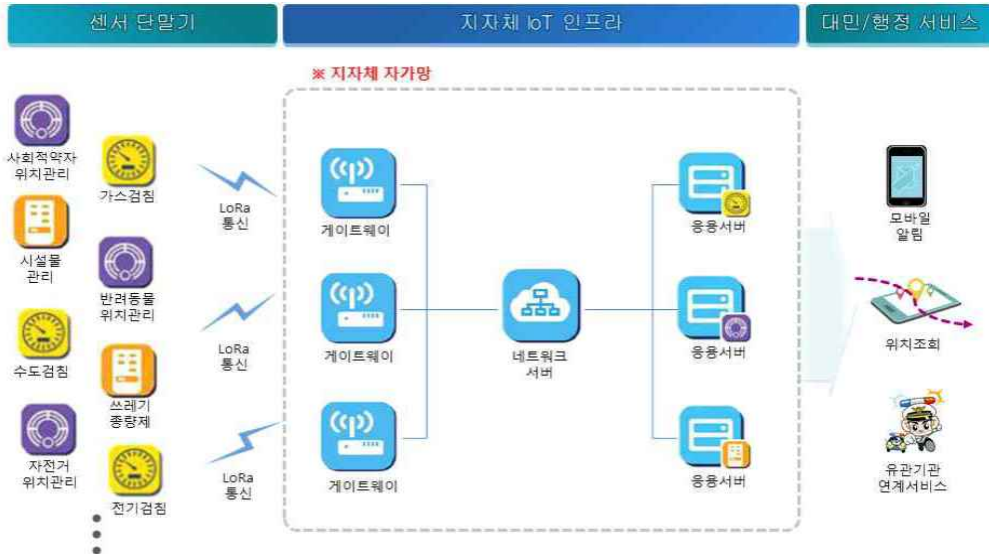 센서 단말기
지자체 IoT 인프라
대민/행정 서비스
※ 지자체 자가망
사회적약자
위치관리
가스검침
시설물
관리
반려동물
위치관리
수도검침
쓰레기
종량제
자전거
위치관리
전기검침
LoRa
통신
LoRa
통신
LoRa
통신
게이트웨이
게이트웨이
게이트웨이
네트워크
서버
응용서버
응용서버
응용서버
모바일
알림
위치조회
유관기관
연계서비스